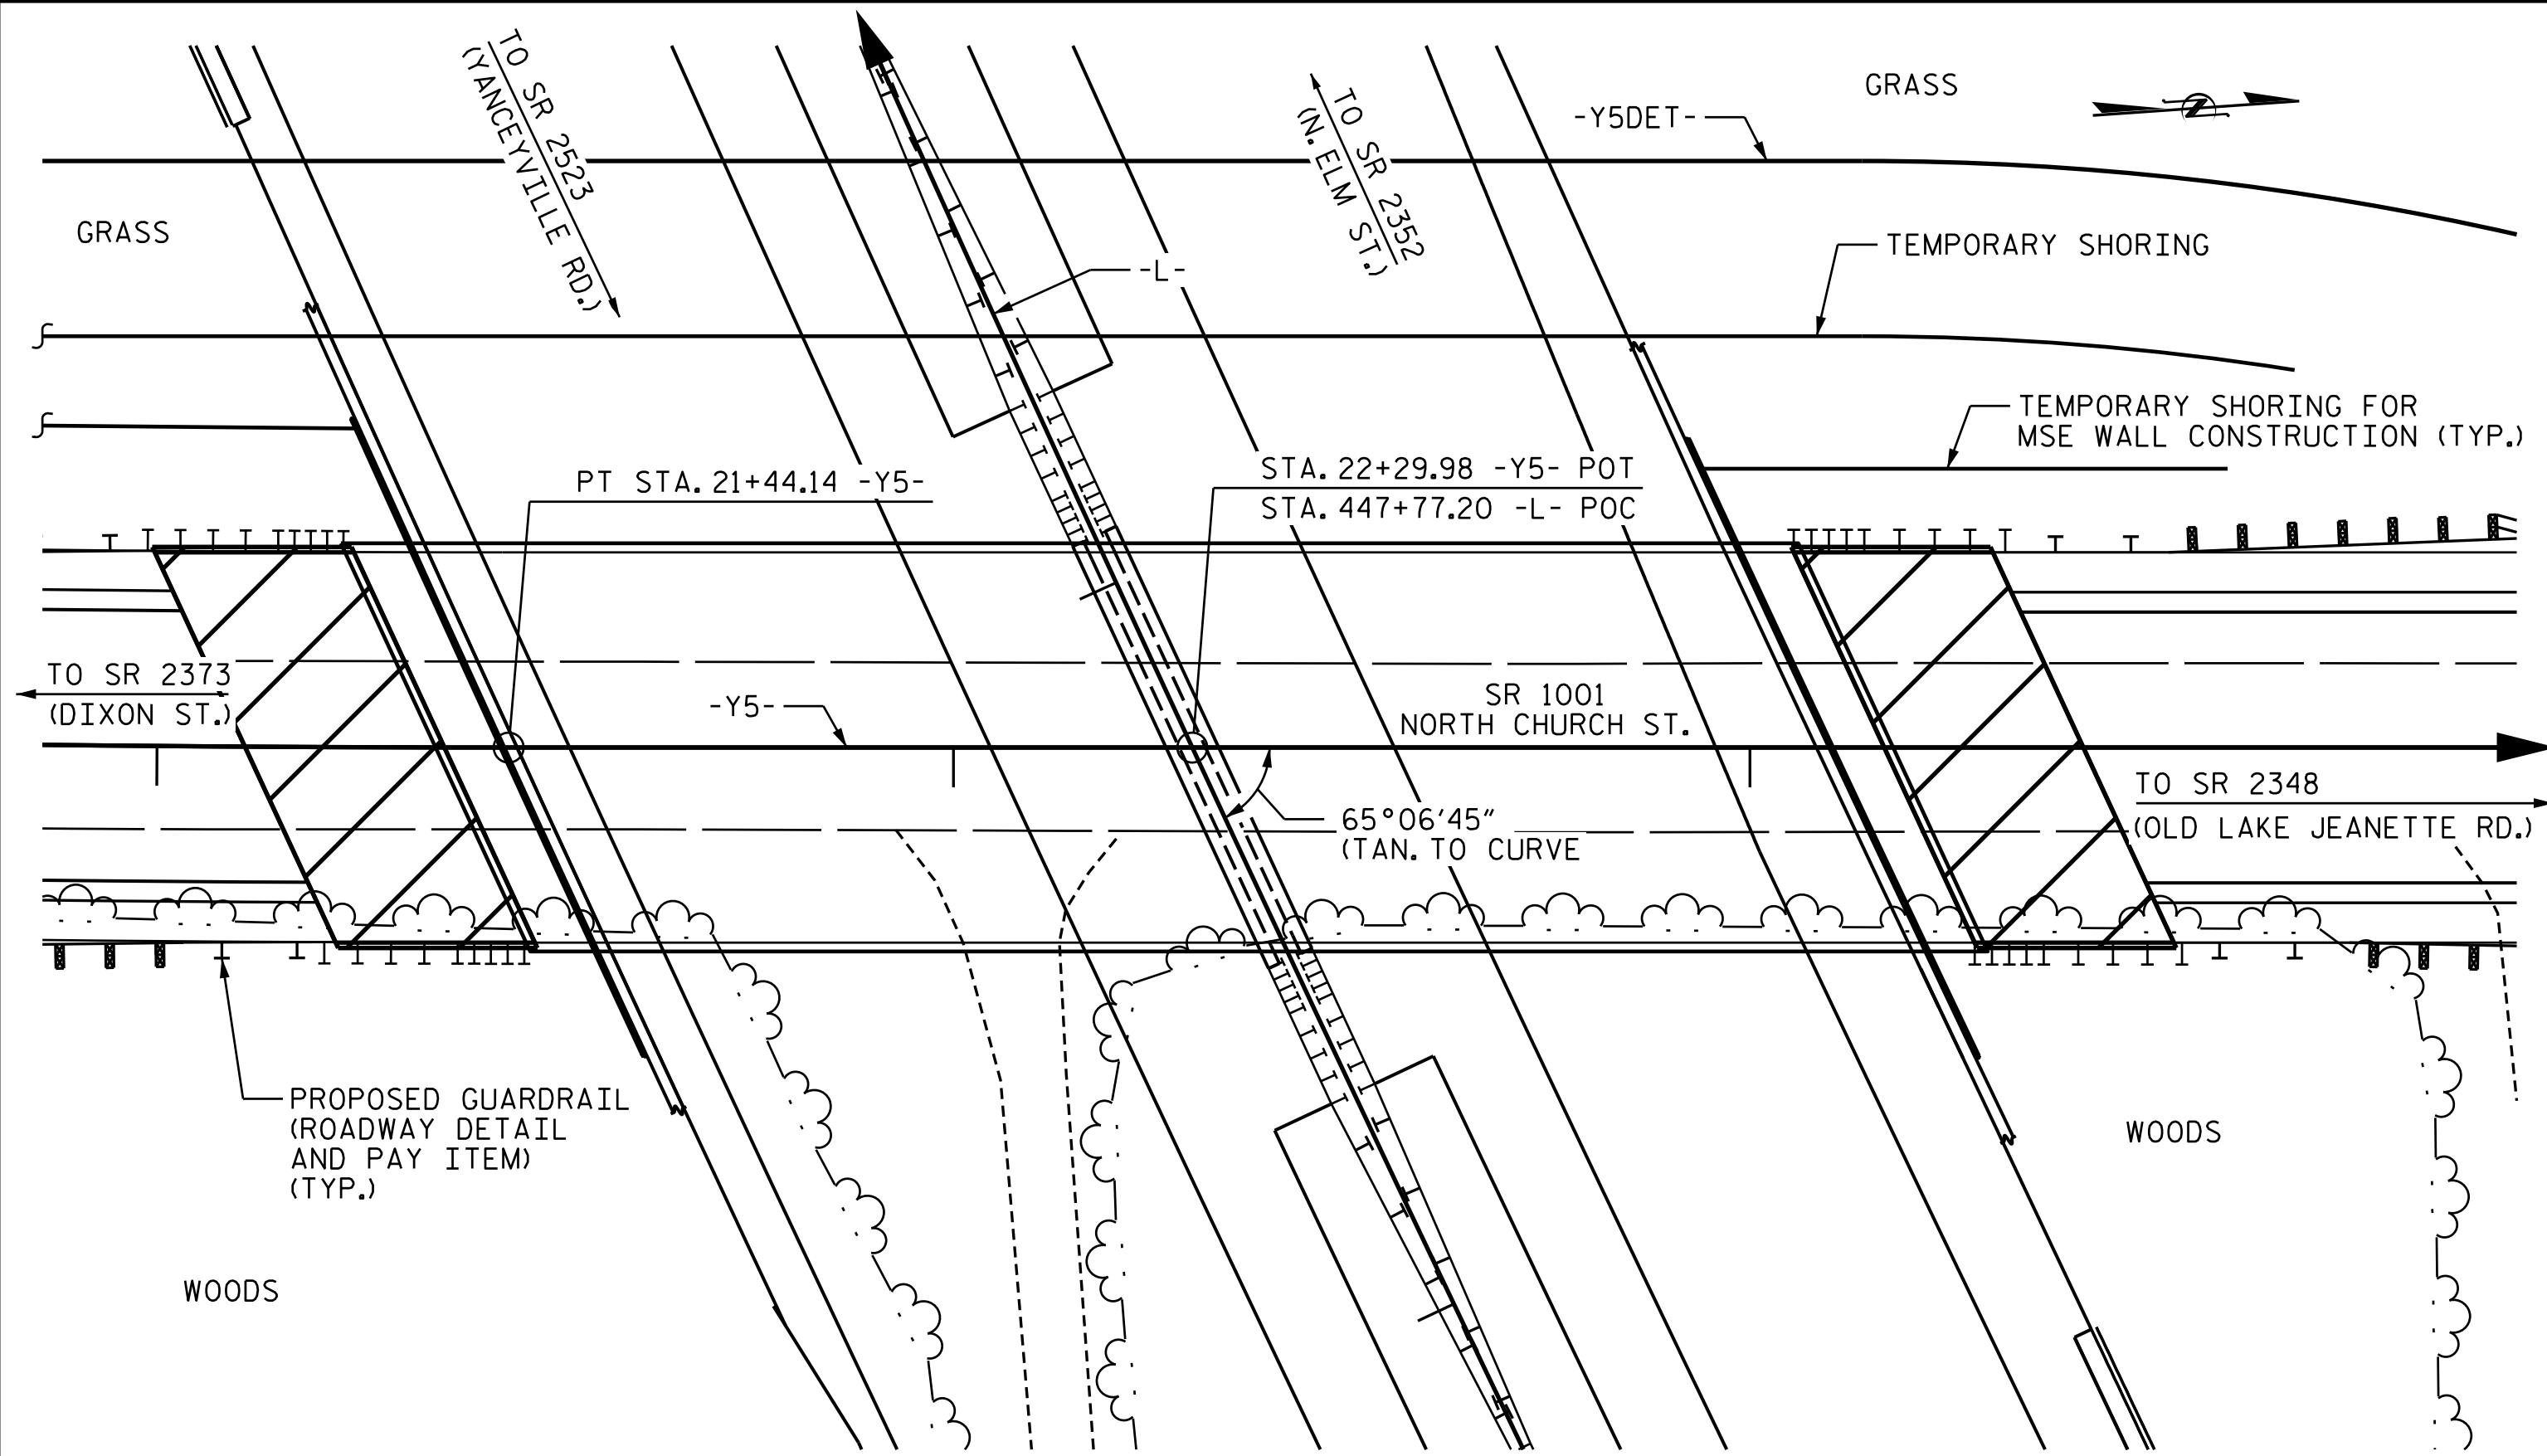 TO SR 2523
(YANCEYVILLE RD.)
TO SR 2352
(N. ELM ST.)
GRASS
-Y5DET-
GRASS
TEMPORARY SHORING
-L-
TEMPORARY SHORING FOR
MSE WALL CONSTRUCTION (TYP.)
PT STA. 21+44.14 -Y5-
STA. 22+29.98 -Y5- POT
STA. 447+77.20 -L- POC
TO SR 2373
(DIXON ST.)
-Y5-
SR 1001
NORTH CHURCH ST.
TO SR 2348
(OLD LAKE JEANETTE RD.)
65°06'45"
(TAN. TO CURVE
PROPOSED GUARDRAIL
(ROADWAY DETAIL
AND PAY ITEM)
(TYP.)
WOODS
WOODS